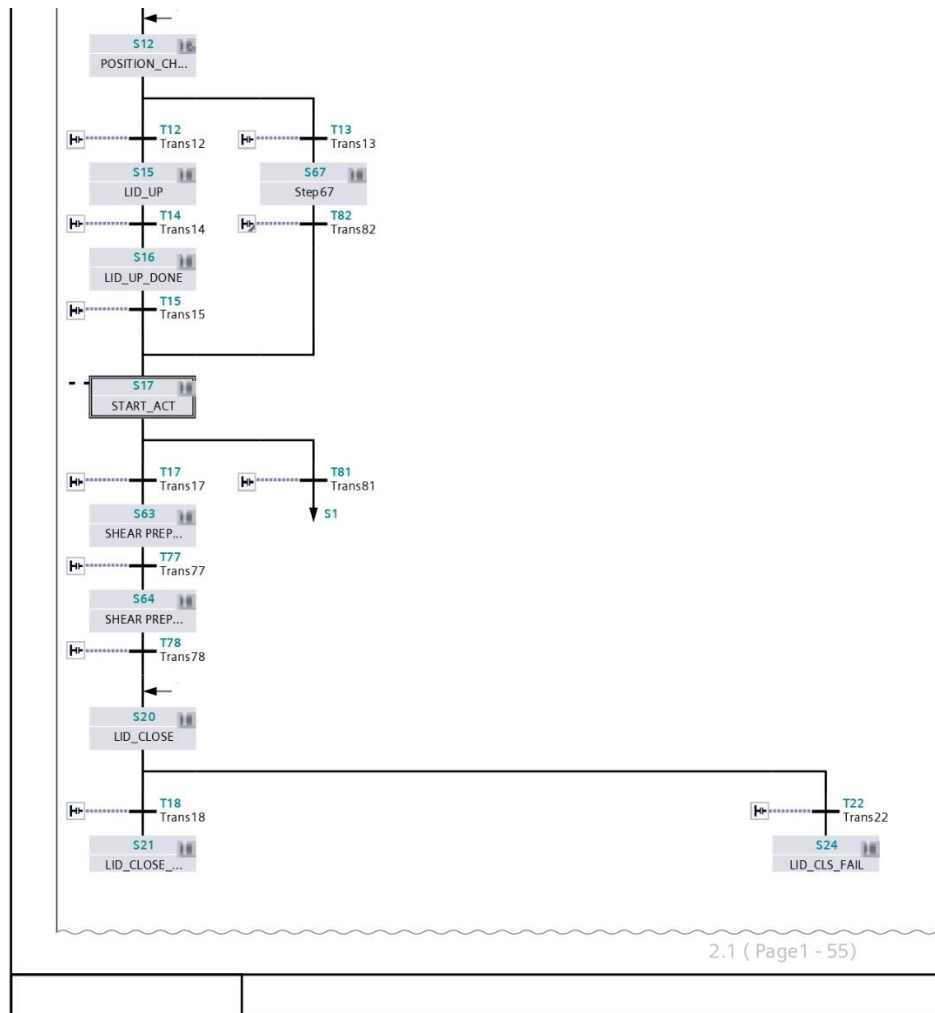 S12
POSITION_CH...
T12
Trans12
T13
Trans13
S15
LID_UP
S67
Step67
T14
Trans14
T82
Trans82
S16
LID_UP_DONE
T15
Trans15
S17
START_ACT
T17
Trans17
T81
Trans81
S1
S63
SHEAR PREP...
T77
Trans77
S64
SHEAR PREP...
T78
Trans78
S20
LID_CLOSE
T18
Trans18
T22
Trans22
S21
LID_CLOSE_...
S24
LID_CLS_FAIL
2.1 ( Page1 - 55)